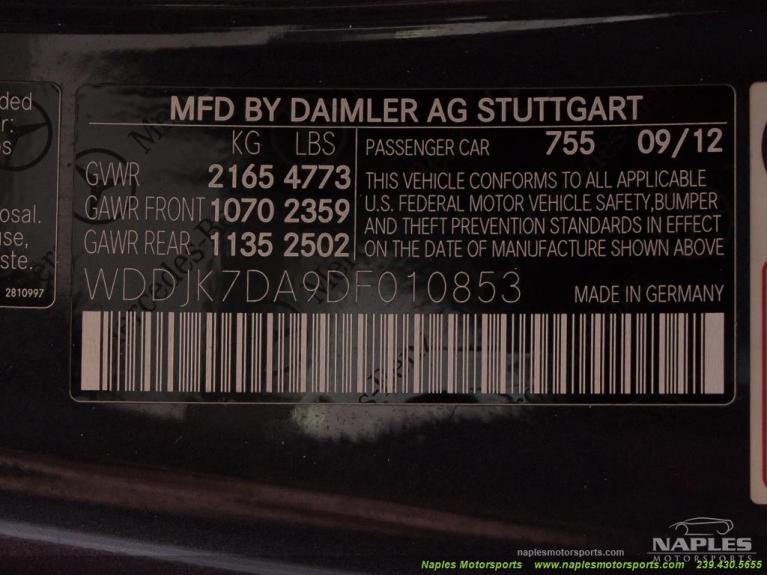 ded
r:
os
MFD BY DAIMLER AG STUTTGART
KG LBS
GVWR 2165 4773
GAWR FRONT 1070 2359
GAWR REAR 1135 2502
PASSENGER CAR 755 09/12
THIS VEHICLE CONFORMS TO ALL APPLICABLE
U.S. FEDERAL MOTOR VEHICLE SAFETY,BUMPER
AND THEFT PREVENTION STANDARDS IN EFFECT
ON THE DATE OF MANUFACTURE SHOWN ABOVE
osal.
use,
ste.
2810997
WDDJK7DA9DF010853 MADE IN GERMANY
NAPLES
MOTORSPORTS
naplesmotorsports.com
Naples Motorsports www.naplesmotorsports.com 239.430.5655